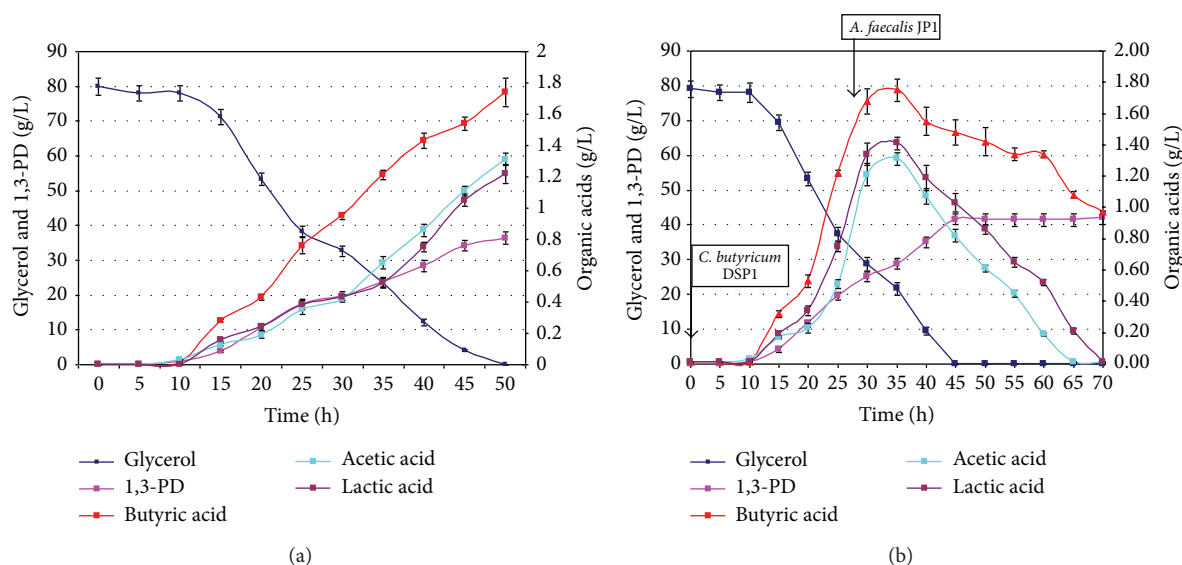 90
80
70
60
50
40
30
20
10
0
Glycerol and 1,3-PD (g/L)
2
1.8
1.6
1.4
1.2
1
0.8
0.6
0.4
0.2
0
Organic acids (g/L)
0 5 10 15 20 25 30 35 40 45 50
Time (h)
Glycerol
1,3-PD
Butyric acid
Acetic acid
Lactic acid
(a)
A. faecalis JP1
90
80
70
60
50
40
30
20
10
0
Glycerol and 1,3-PD (g/L)
C. butyricum
DSP1
2.00
1.80
1.60
1.40
1.20
1.00
0.80
0.60
0.40
0.20
0.00
Organic acids (g/L)
0 5 10 15 20 25 30 35 40 45 50 55 60 65 70
Time (h)
Glycerol
1,3-PD
Butyric acid
Acetic acid
Lactic acid
(b)